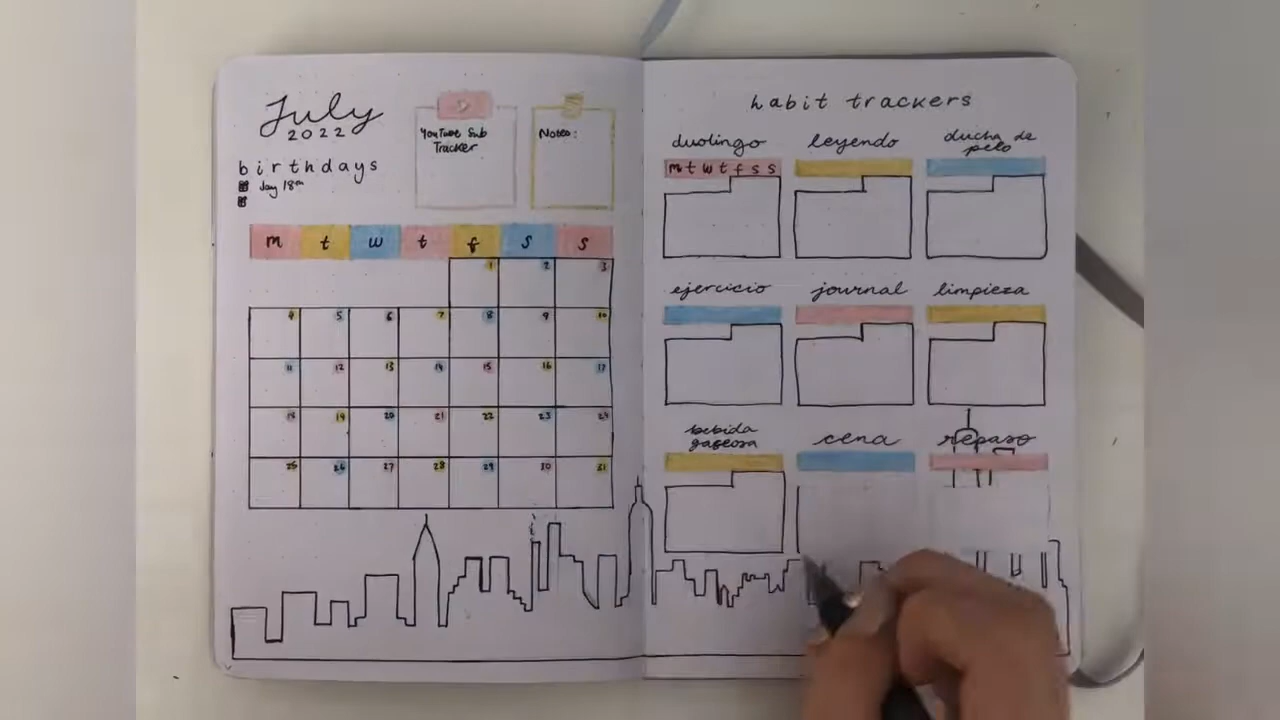 July
2022
birthdays
Jay 18th
YouTube Sub
Tracker
Notes:
m t w t f s s
1 2 3
4 5 6 7 8 9 10
11 12 13 14 15 16 17
18 19 20 21 22 23 24
25 26 27 28 29 30 31
habit trackers
duolingo leyendo ducha de
pelo
m t w t f s s
ejercicio journal limpieza
bebida
gaseosa cena repaso